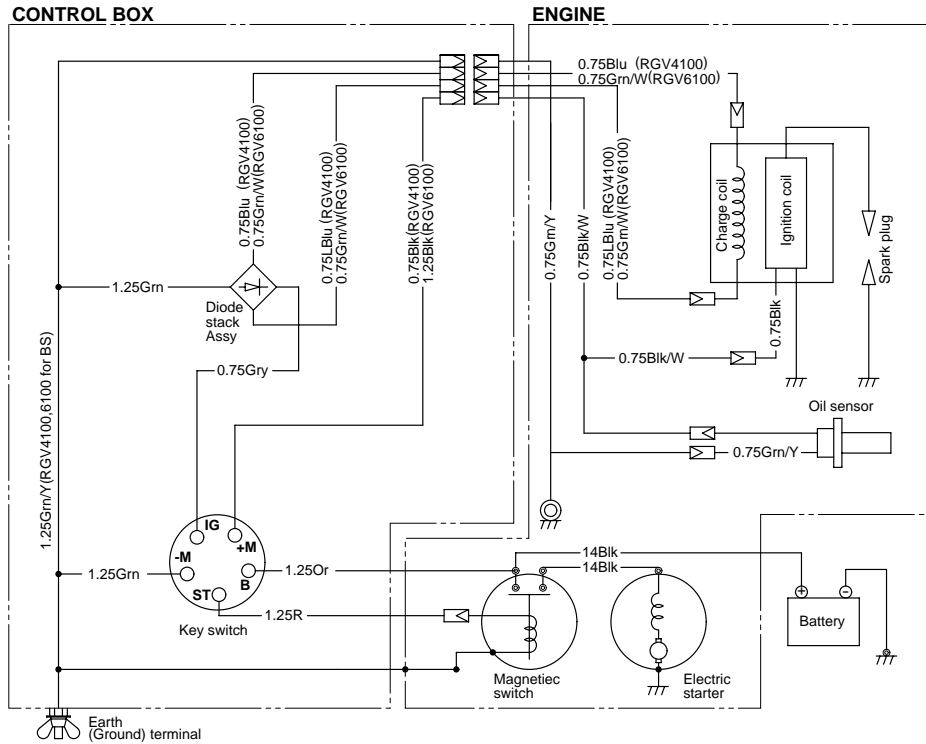 CONTROL BOX
ENGINE
0.75Blu (RGV4100)
0.75Grn/W(RGV6100)
0.75Blu (RGV4100)
0.75Grn/W(RGV6100)
0.75LBlu (RGV4100)
0.75Grn/W(RGV6100)
0.75Blk(RGV4100)
1.25Blk(RGV6100)
0.75Grn/Y
0.75Blk/W
0.75LBlu (RGV4100)
0.75Grn/W(RGV6100)
Charge coil
Ignition coil
Spark plug
1.25Grn
Diode
stack
Assy
0.75Blk
0.75Gry
0.75Blk/W
1.25Grn/Y(RGV4100,6100 for BS)
Oil sensor
0.75Grn/Y
IG
+M
-M
B
ST
1.25Grn
1.25Or
14Blk
14Blk
1.25R
Key switch
Battery
Magnetiec
switch
Electric
starter
Earth
(Ground) terminal